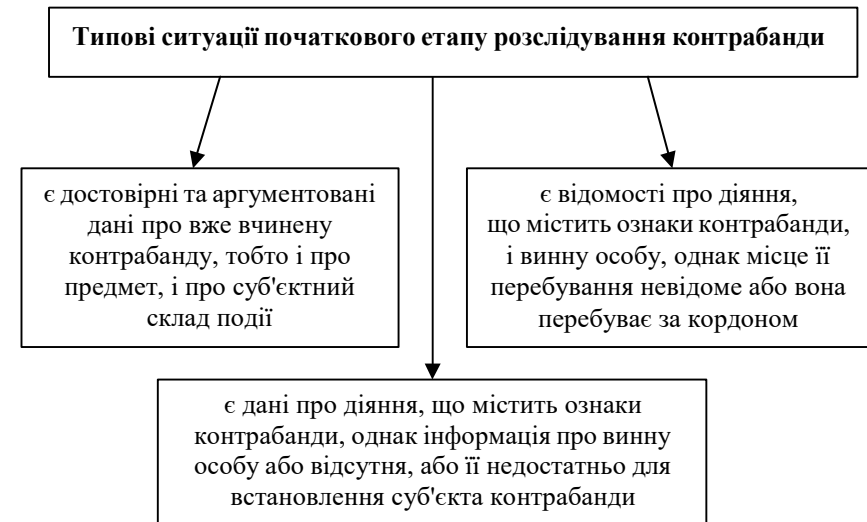 Типові ситуації початкового етапу розслідування контрабанди
є достовірні та аргументовані
дані про вже вчинену
контрабанду, тобто і про
предмет, і про суб'єктний
склад події
є відомості про діяння,
що містить ознаки контрабанди,
і винну особу, однак місце її
перебування невідоме або вона
перебуває за кордоном
є дані про діяння, що містить ознаки
контрабанди, однак інформація про винну
особу або відсутня, або її недостатньо для
встановлення суб'єкта контрабанди